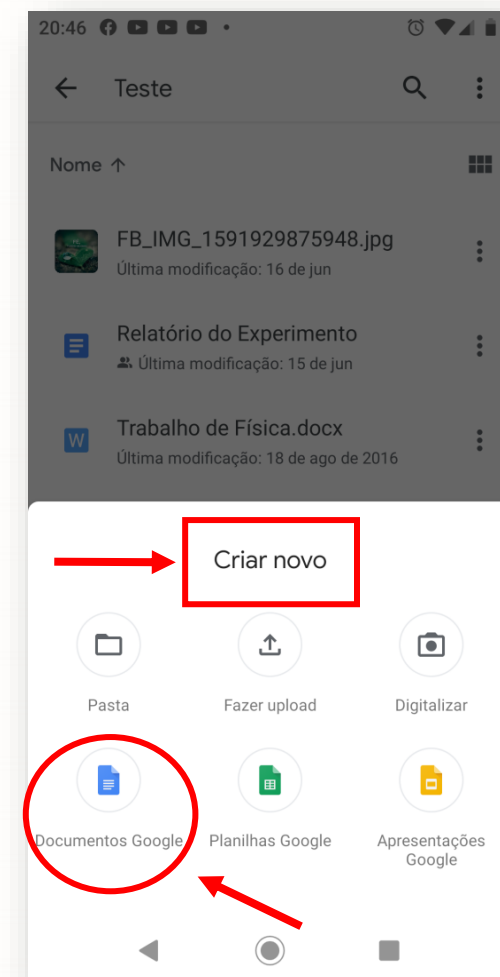 20:46
Teste
Nome
FB_IMG_1591929875948.jpg
Última modificação: 16 de jun
Relatório do Experimento
Última modificação: 15 de jun
W Trabalho de Física.docx
Última modificação: 18 de ago de 2016
Criar novo
Pasta
Fazer upload
Digitalizar
Documentos Google
Planilhas Google
Apresentações
Google